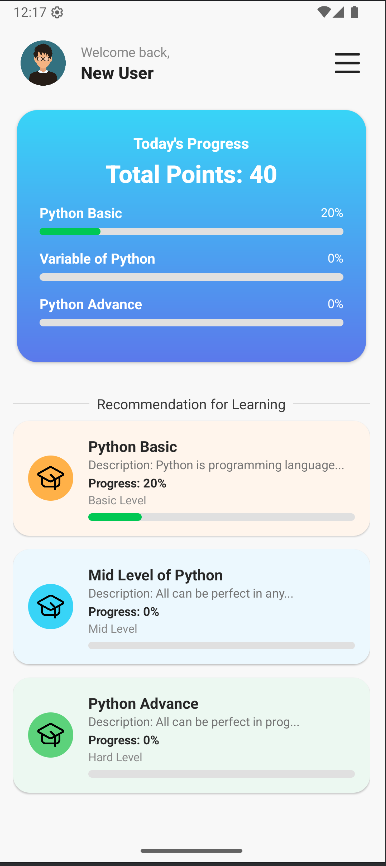 12:17
Welcome back,
New User
Today's Progress
Total Points: 40
Python Basic 20%
Variable of Python 0%
Python Advance 0%
Recommendation for Learning
Python Basic
Description: Python is programming language...
Progress: 20%
Basic Level
Mid Level of Python
Description: All can be perfect in any...
Progress: 0%
Mid Level
Python Advance
Description: All can be perfect in prog...
Progress: 0%
Hard Level